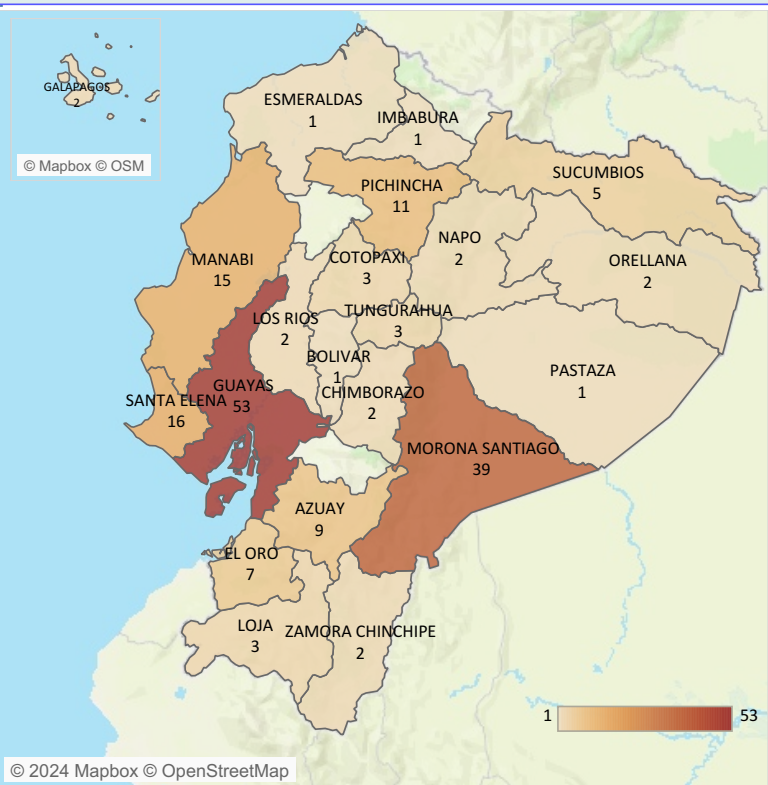 GALAPAGOS
2
© Mapbox © OSM
ESMERALDAS
1
IMBABURA
1
PICHINCHA
11
SUCUMBIOS
5
MANABI
15
NAPO
2
COTOPAXI
3
ORELLANA
2
LOS RIOS
2
TUNGURAHUA
3
BOLIVAR
1
PASTAZA
1
SANTA ELENA
16
GUAYAS
53
CHIMBORAZO
2
MORONA SANTIAGO
39
AZUAY
9
EL ORO
7
LOJA
3
ZAMORA CHINCHIPE
2
1 53
© 2024 Mapbox © OpenStreetMap